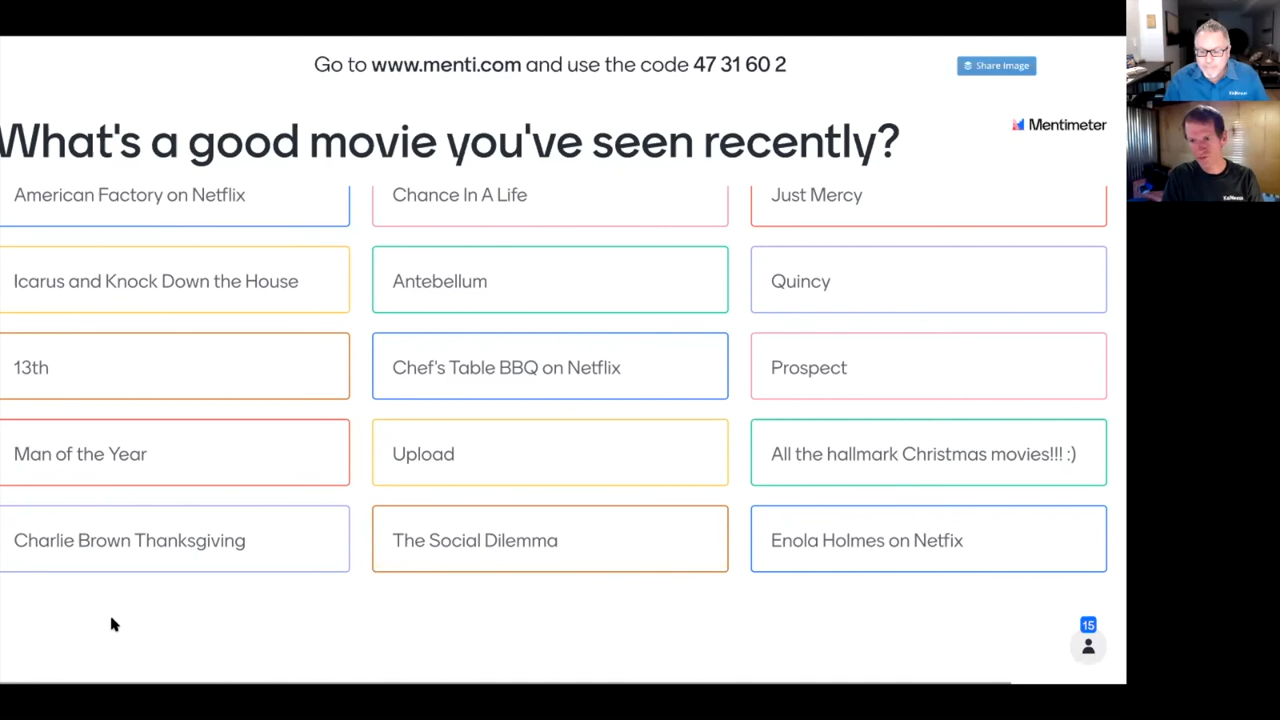 Go to www.menti.com and use the code 47 31 60 2
Share image
What's a good movie you've seen recently?
Mentimeter
American Factory on Netflix
Chance In A Life
Just Mercy
Icarus and Knock Down the House
Antebellum
Quincy
13th
Chef's Table BBQ on Netflix
Prospect
Man of the Year
Upload
All the hallmark Christmas movies!!! :)
Charlie Brown Thanksgiving
The Social Dilemma
Enola Holmes on Netfix
15